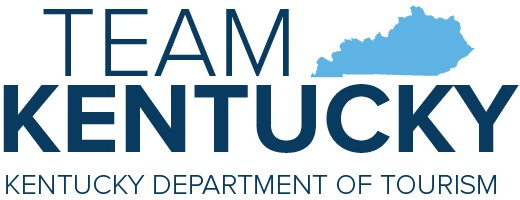 TEAM
KENTUCKY
KENTUCKY DEPARTMENT OF TOURISM